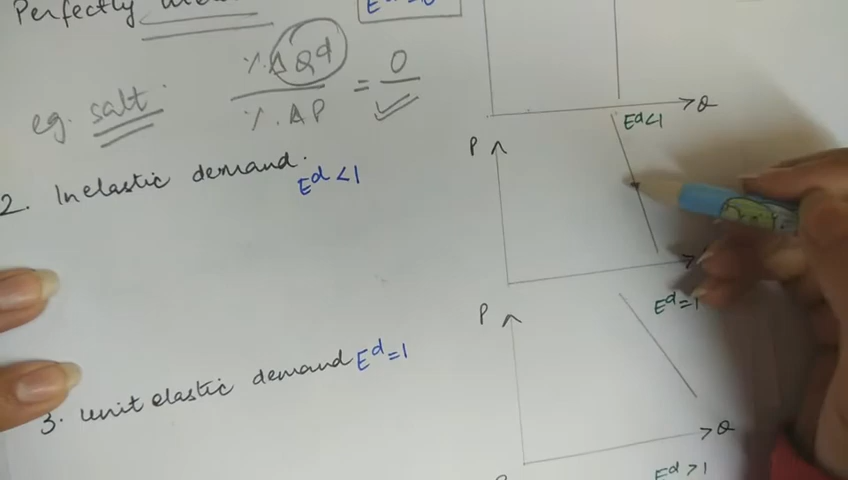 Perfectly
%ΔQd
eg. salt. = 0
%.ΔP
Q
Ed<1
P
2. Inelastic demand. Ed<1
Ed=1
P
3. unit elastic demand Ed=1
Q
Ed>1